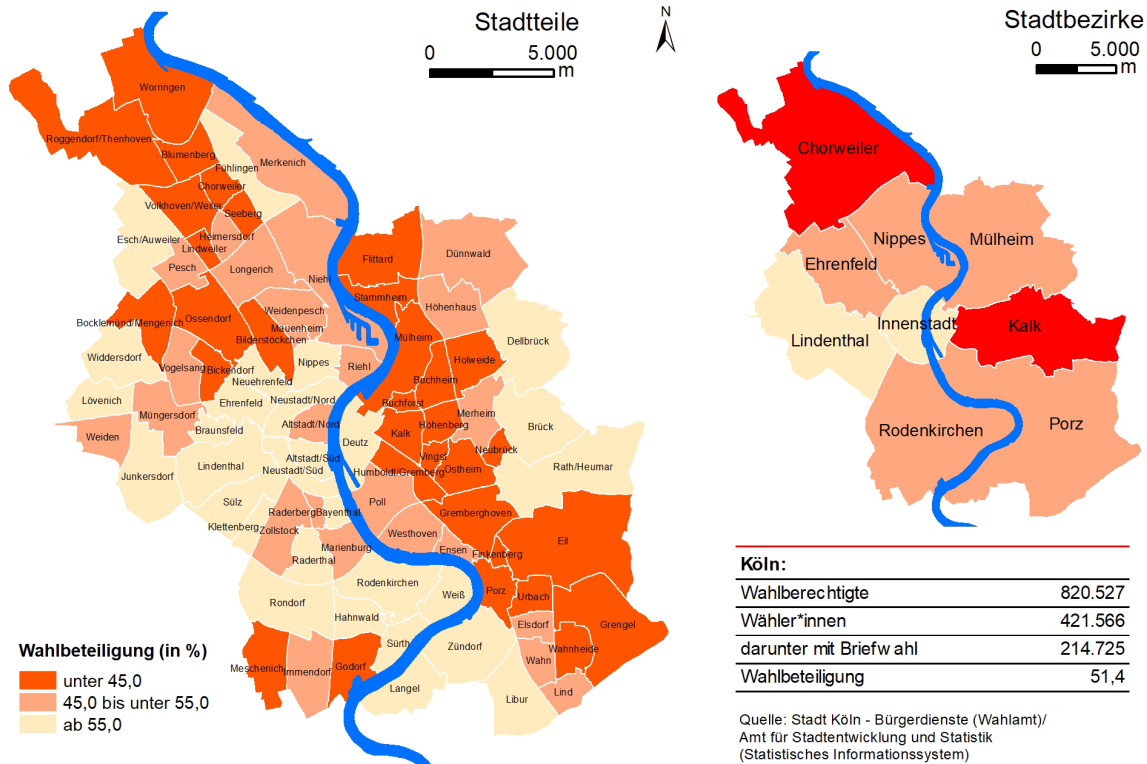 Stadtteile
0 5.000
m
Stadtbezirke
0 5.000
m
N
Worringen
Roggendorf/Thenhoven
Blumenberg
Fühlingen
Merkenich
Chorweiler
Volkhoven/Weiler
Seeberg
Esch/Auweiler
Heimersdorf
Lindweiler
Pesch
Longerich
Niehl
Flittard
Dünnwald
Stammheim
Höhenhaus
Weidenpesch
Mauenheim
Bocklemünd/Mengenich
Ossendorf
Bilderstöckchen
Mülheim
Dellbrück
Widdersdorf
Nippes
Riehl
Holweide
Vogelsang
Bickendorf
Neuehrenfeld
Buchheim
Lövenich
Ehrenfeld
Neustadt/Nord
Buchforst
Müngersdorf
Merheim
Altstadt/Nord
Höhenberg
Weiden
Braunsfeld
Deutz
Kalk
Brück
Vingst
Neubrück
Altstadt/Süd
Lindenthal
Neustadt/Süd
Humboldt/Gremberg
Ostheim
Rath/Heumar
Junkersdorf
Sülz
Poll
Raderberg
Bayenthal
Gremberghoven
Klettenberg
Zollstock
Westhoven
Marienburg
Ensen
Finkenberg
Eil
Raderthal
Rodenkirchen
Weiß
Porz
Urbach
Rondorf
Hahnwald
Elsdorf
Grengel
Sürth
Zündorf
Wahnheide
Wahn
Meschenich
Immendorf
Godorf
Langel
Libur
Lind
Wahlbeteiligung (in %)
unter 45,0
45,0 bis unter 55,0
ab 55,0
Chorweiler
Nippes
Mülheim
Ehrenfeld
Innenstadt
Kalk
Lindenthal
Rodenkirchen
Porz
Köln:
Wahlberechtigte 820.527
Wähler*innen 421.566
darunter mit Briefwahl 214.725
Wahlbeteiligung 51,4
Quelle: Stadt Köln - Bürgerdienste (Wahlamt)/
Amt für Stadtentwicklung und Statistik
(Statistisches Informationssystem)